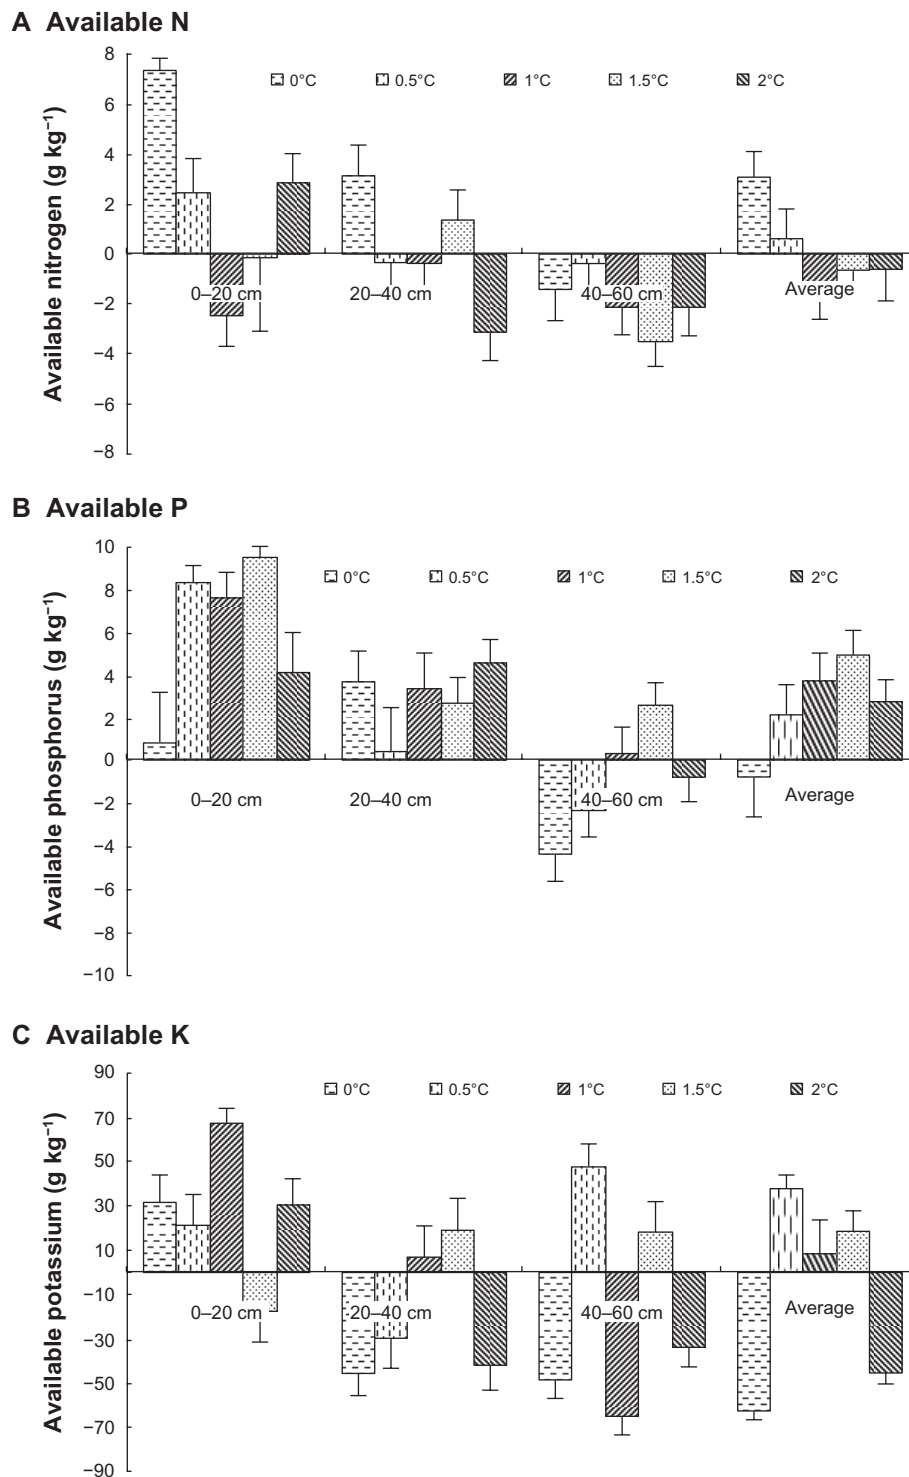 A Available N
Available nitrogen (g kg⁻¹)
8
6
4
2
0
−2
−4
−6
−8
0°C 0.5°C 1°C 1.5°C 2°C
0–20 cm 20–40 cm 40–60 cm Average
B Available P
Available phosphorus (g kg⁻¹)
10
8
6
4
2
0
−2
−4
−6
−8
−10
0°C 0.5°C 1°C 1.5°C 2°C
0–20 cm 20–40 cm 40–60 cm Average
C Available K
Available potassium (g kg⁻¹)
90
70
50
30
10
−10
−30
−50
−70
−90
0°C 0.5°C 1°C 1.5°C 2°C
0–20 cm 20–40 cm 40–60 cm Average